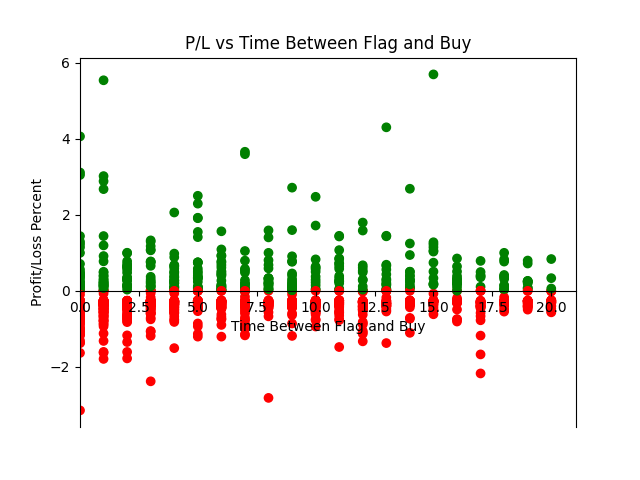 P/L vs Time Between Flag and Buy
Profit/Loss Percent
6
4
2
0
−2
0.0 2.5 5.0 7.5 10.0 12.5 15.0 17.5 20.0
Time Between Flag and Buy